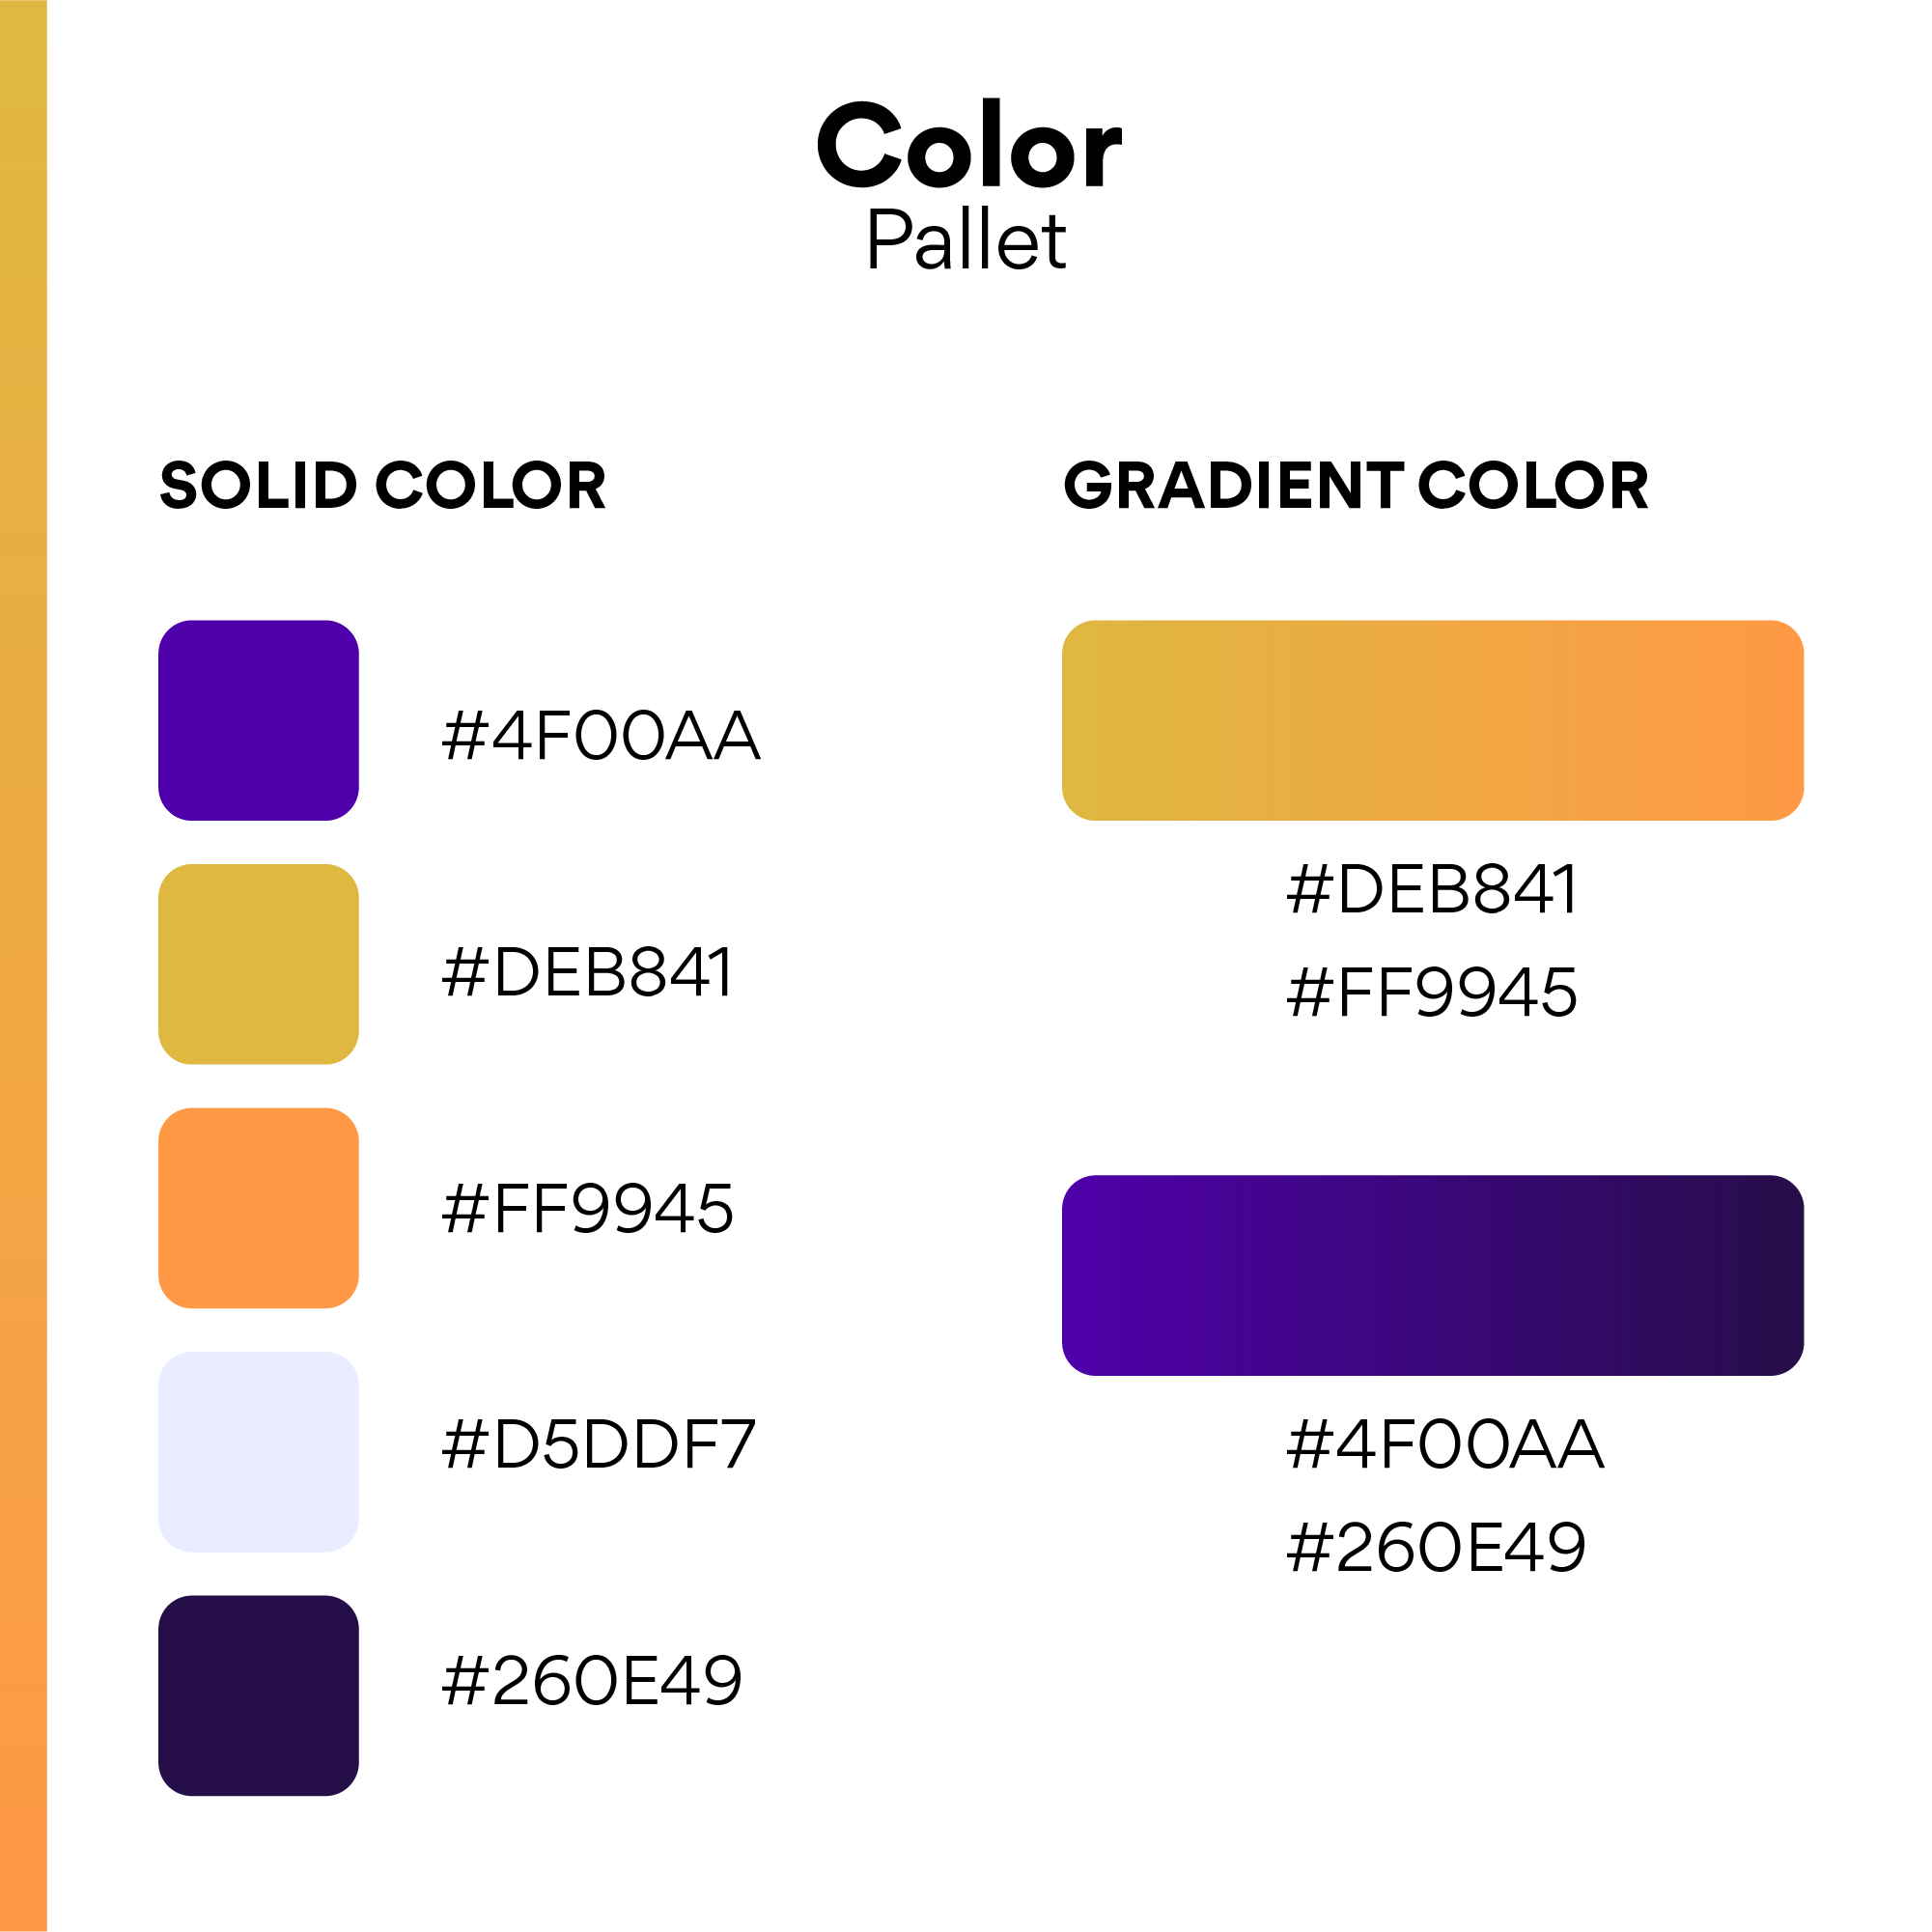 Color
Pallet
SOLID COLOR
#4F00AA
#DEB841
#FF9945
#D5DDF7
#260E49
GRADIENT COLOR
#DEB841
#FF9945
#4F00AA
#260E49